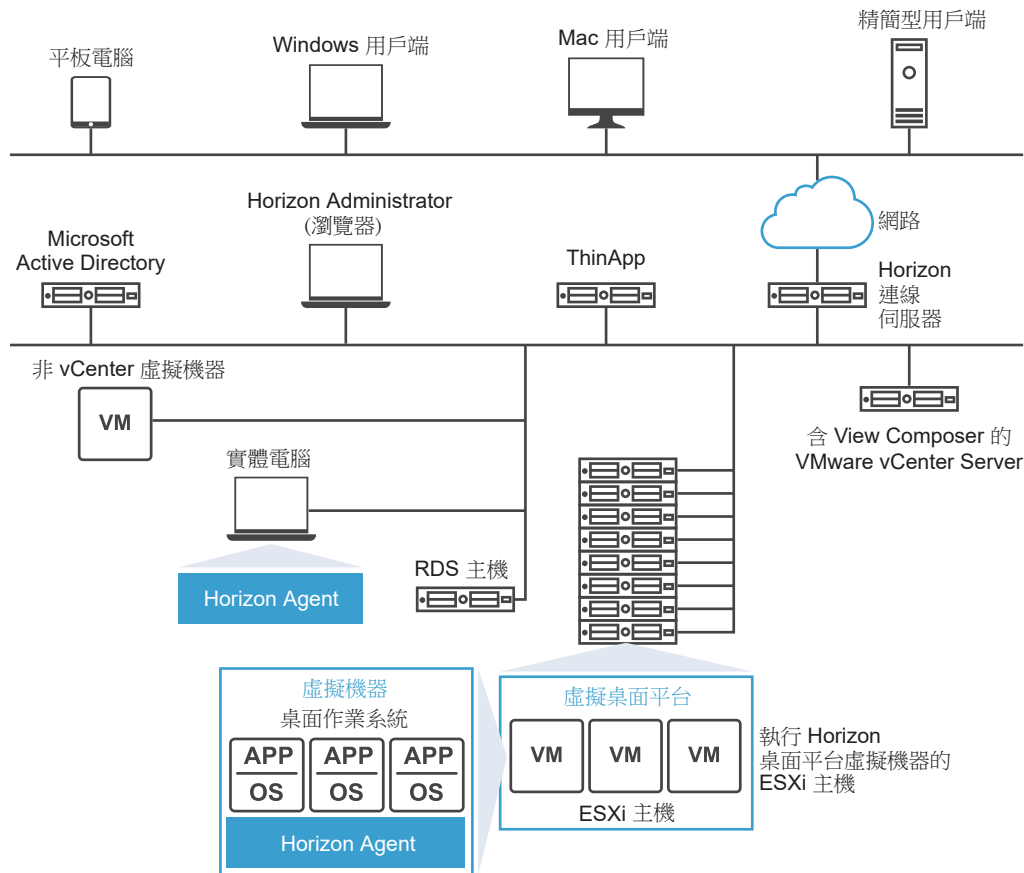 平板電腦
Windows 用戶端
Mac 用戶端
精簡型用戶端
Microsoft
Active Directory
Horizon Administrator
(瀏覽器)
ThinApp
網路
Horizon
連線
伺服器
非 vCenter 虛擬機器
VM
實體電腦
Horizon Agent
RDS 主機
含 View Composer 的
VMware vCenter Server
虛擬機器
桌面作業系統
APP
OS
APP
OS
APP
OS
Horizon Agent
虛擬桌面平台
VM
VM
VM
ESXi 主機
執行 Horizon
桌面平台虛擬機器的
ESXi 主機